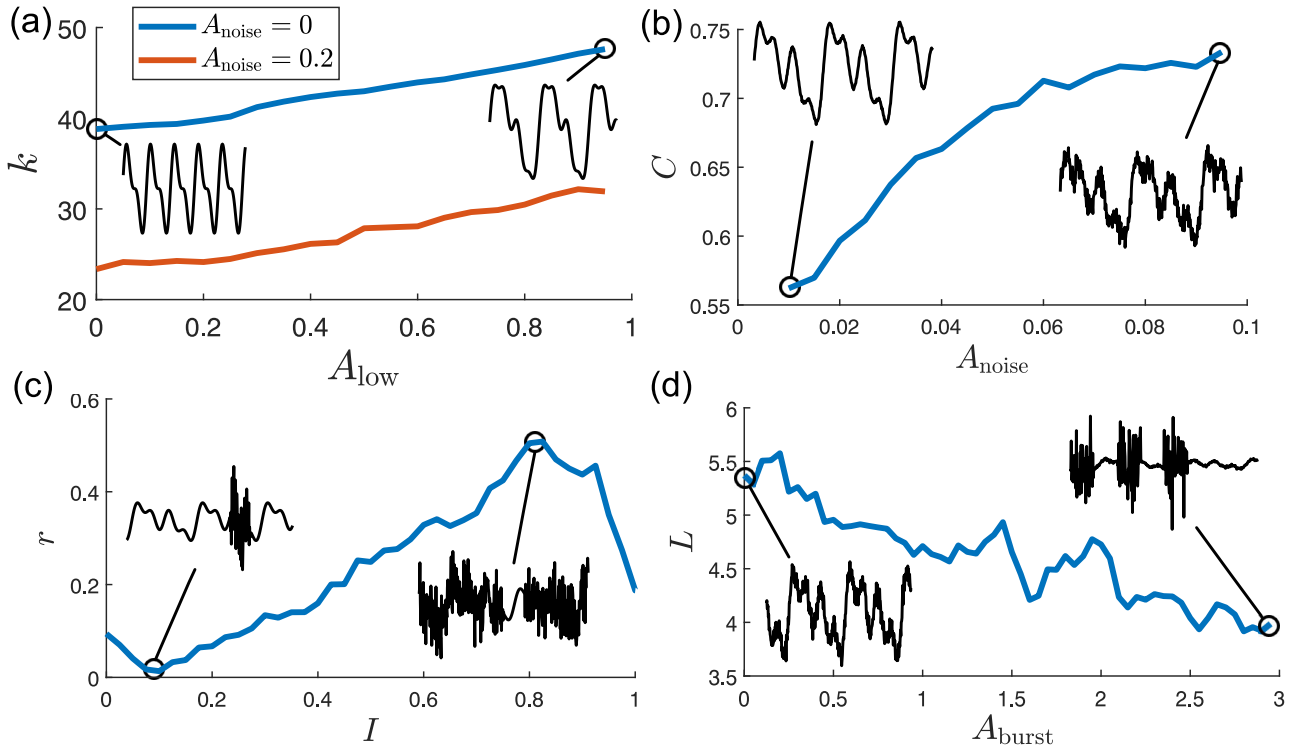 (a)
50
40
30
20
k
A_noise = 0
A_noise = 0.2
0 0.2 0.4 0.6 0.8 1
A_low
(b)
0.75
0.7
0.65
0.6
0.55
C
0 0.02 0.04 0.06 0.08 0.1
A_noise
(c)
0.6
0.4
0.2
0
r
0 0.2 0.4 0.6 0.8 1
I
(d)
6
5.5
5
4.5
4
3.5
L
0 0.5 1 1.5 2 2.5 3
A_burst